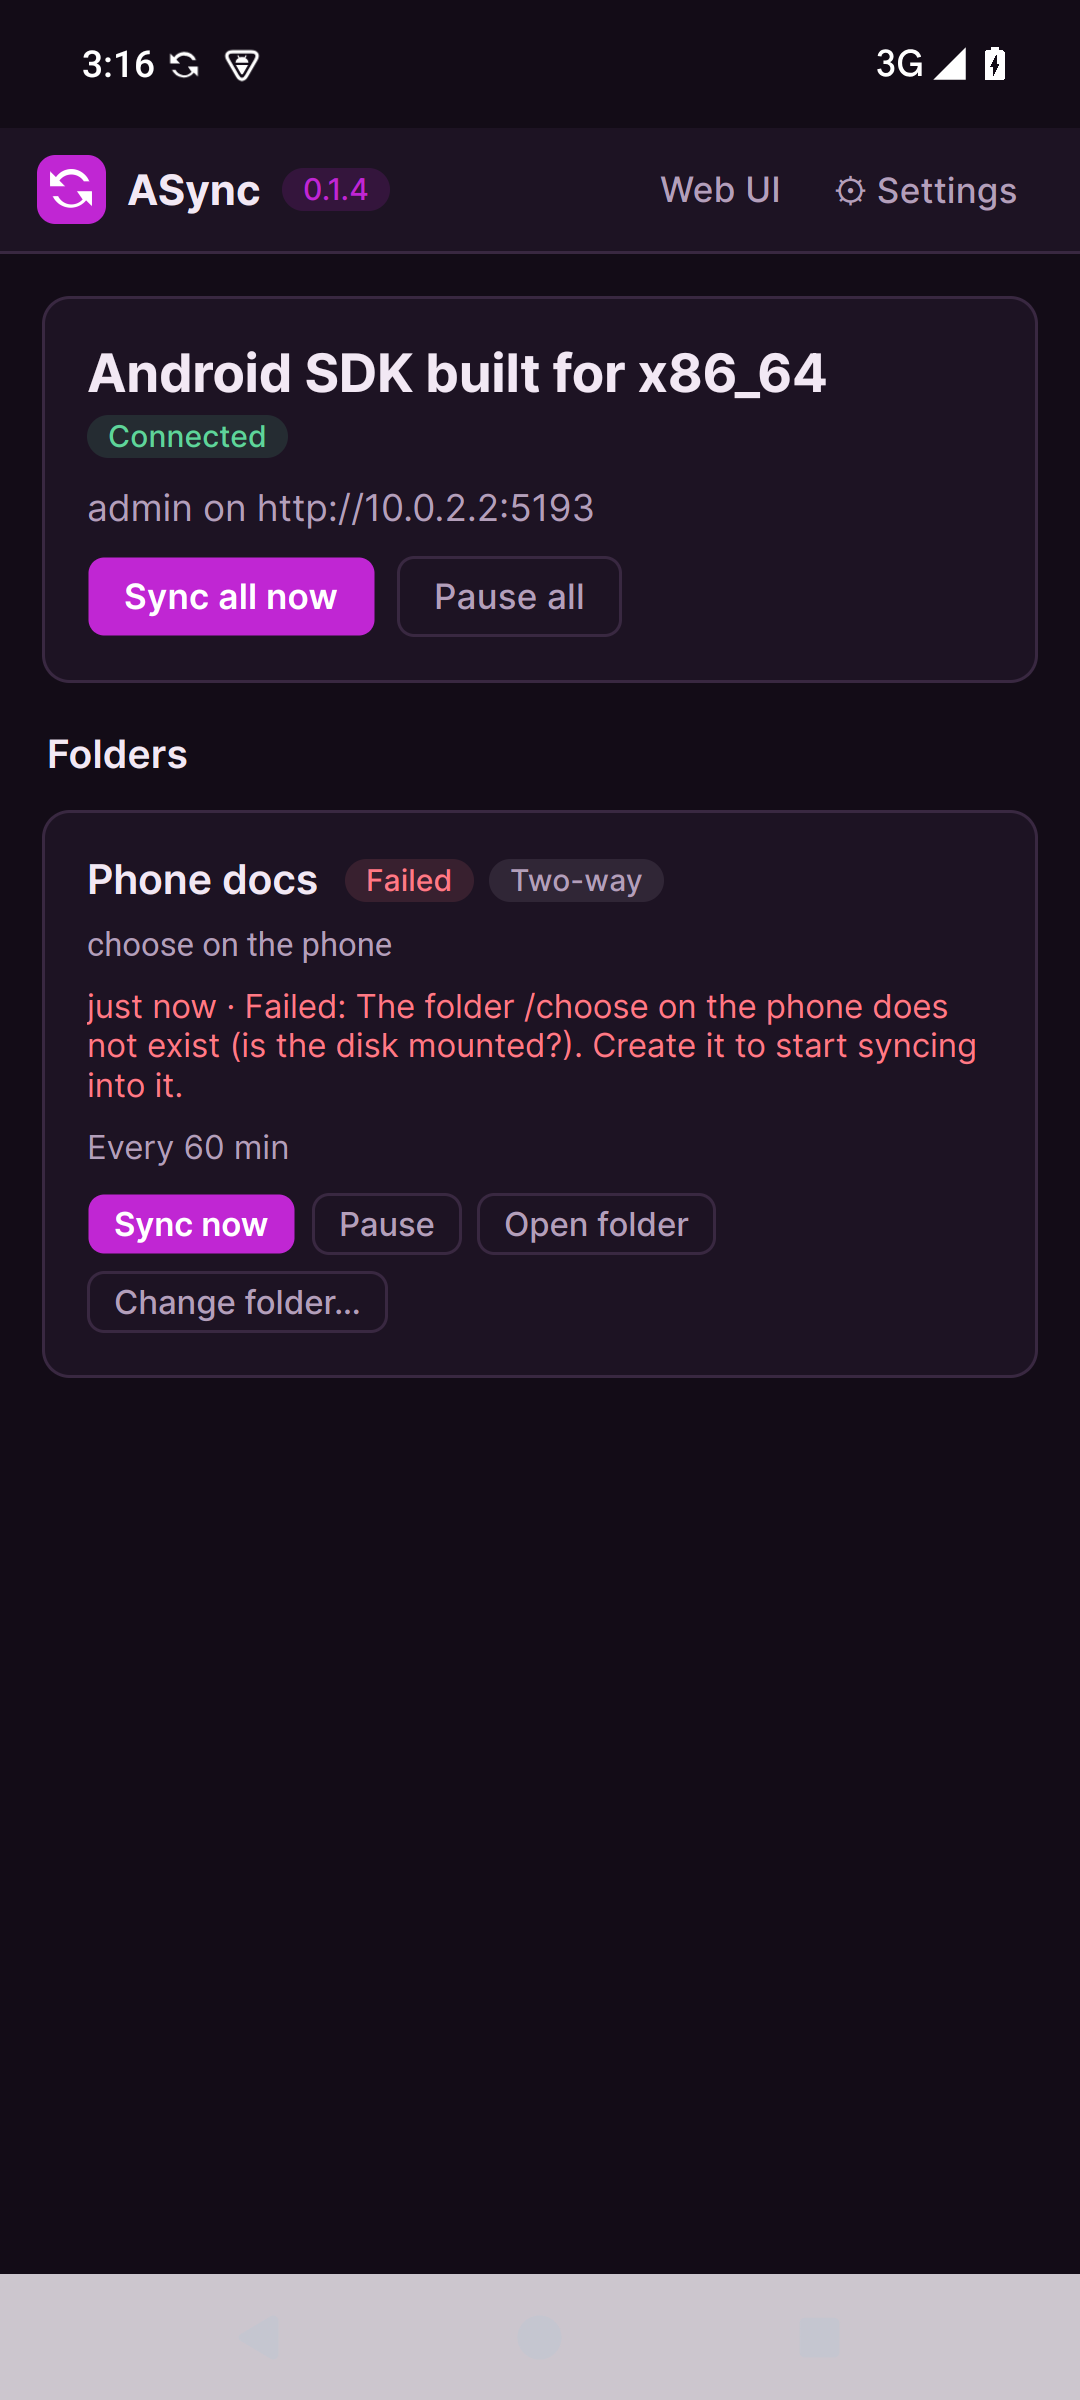 3:16
3G
ASync 0.1.4 Web UI Settings
Android SDK built for x86_64
Connected
admin on http://10.0.2.2:5193
Sync all now Pause all
Folders
Phone docs Failed Two-way
choose on the phone
just now · Failed: The folder /choose on the phone does
not exist (is the disk mounted?). Create it to start syncing
into it.
Every 60 min
Sync now Pause Open folder
Change folder...